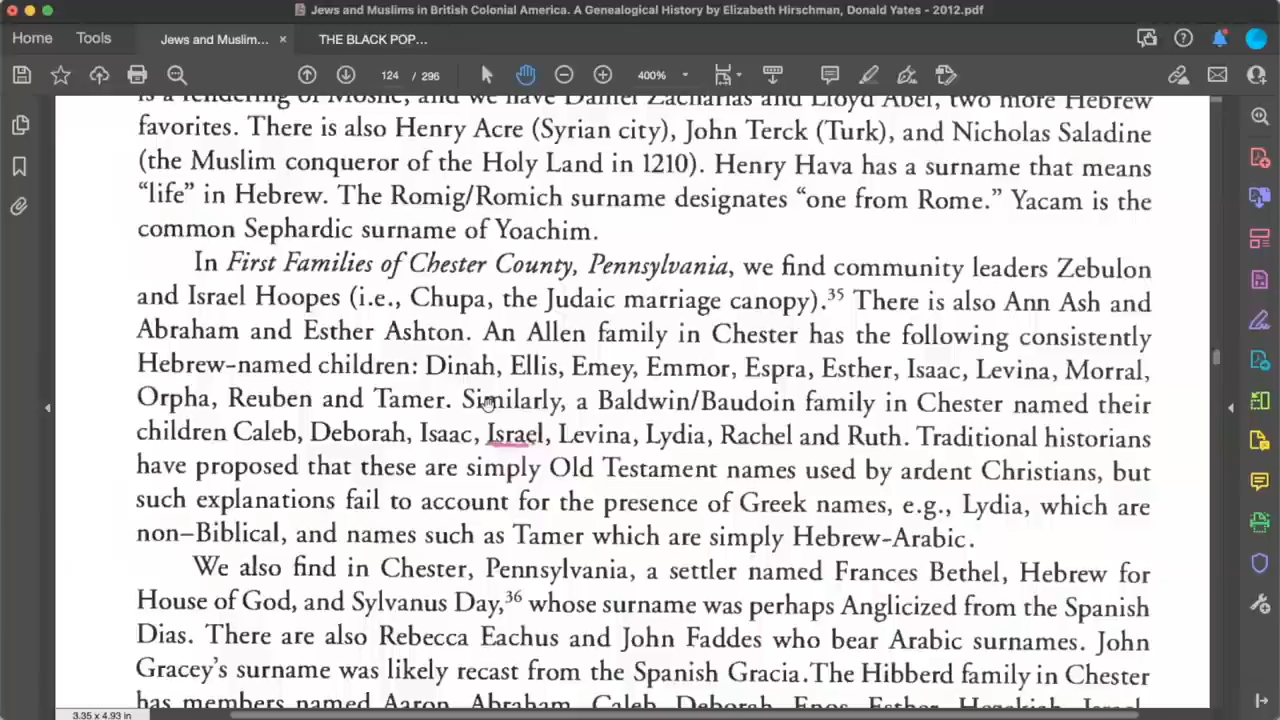 Jews and Muslims in British Colonial America. A Genealogical History by Elizabeth Hirschman, Donald Yates - 2012.pdf
Home Tools Jews and Muslim... × THE BLACK POP...
124 / 296 400%
is a rendering of Moshe, and we have Daniel Zacharias and Lloyd Abel, two more Hebrew
favorites. There is also Henry Acre (Syrian city), John Terck (Turk), and Nicholas Saladine
(the Muslim conqueror of the Holy Land in 1210). Henry Hava has a surname that means
“life” in Hebrew. The Romig/Romich surname designates “one from Rome.” Yacam is the
common Sephardic surname of Yoachim.
In First Families of Chester County, Pennsylvania, we find community leaders Zebulon
and Israel Hoopes (i.e., Chupa, the Judaic marriage canopy).35 There is also Ann Ash and
Abraham and Esther Ashton. An Allen family in Chester has the following consistently
Hebrew-named children: Dinah, Ellis, Emey, Emmor, Espra, Esther, Isaac, Levina, Morral,
Orpha, Reuben and Tamer. Similarly, a Baldwin/Baudoin family in Chester named their
children Caleb, Deborah, Isaac, Israel, Levina, Lydia, Rachel and Ruth. Traditional historians
have proposed that these are simply Old Testament names used by ardent Christians, but
such explanations fail to account for the presence of Greek names, e.g., Lydia, which are
non–Biblical, and names such as Tamer which are simply Hebrew-Arabic.
We also find in Chester, Pennsylvania, a settler named Frances Bethel, Hebrew for
House of God, and Sylvanus Day,36 whose surname was perhaps Anglicized from the Spanish
Dias. There are also Rebecca Eachus and John Faddes who bear Arabic surnames. John
Gracey’s surname was likely recast from the Spanish Gracia.The Hibberd family in Chester
has members named Aaron, Abraham, Caleb, Deborah, Enos, Esther, Hezekiah, Israel,
3.35 x 4.93 in